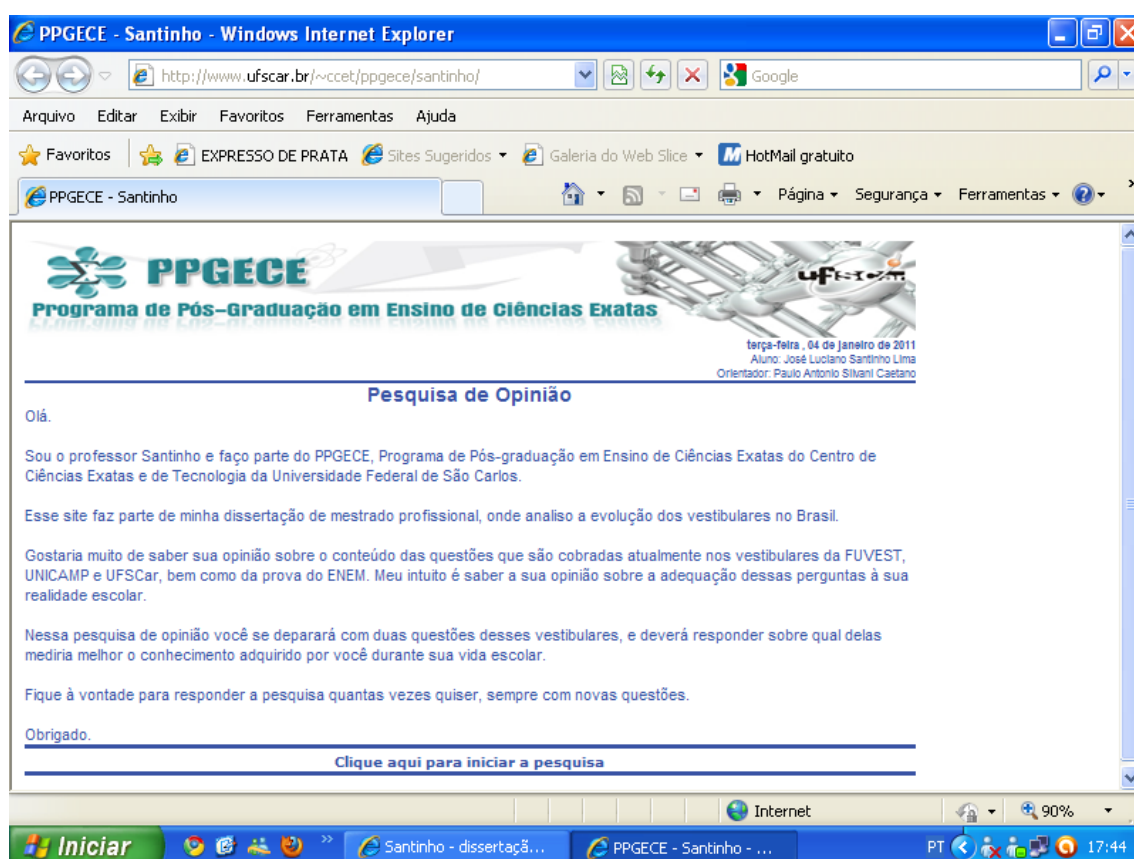 PPGECE - Santinho - Windows Internet Explorer
http://www.ufscar.br/~ccet/ppgece/santinho/
Google
Arquivo Editar Exibir Favoritos Ferramentas Ajuda
Favoritos EXPRESSO DE PRATA Sites Sugeridos Galeria do Web Slice HotMail gratuito
PPGECE - Santinho Página Segurança Ferramentas
PPGECE
ufscar
Programa de Pós-Graduação em Ensino de Ciências Exatas
terça-feira , 04 de janeiro de 2011
Aluno: José Luciano Santinho Lima
Orientador: Paulo Antonio Silvani Caetano
Pesquisa de Opinião
Olá.
Sou o professor Santinho e faço parte do PPGECE, Programa de Pós-graduação em Ensino de Ciências Exatas do Centro de
Ciências Exatas e de Tecnologia da Universidade Federal de São Carlos.
Esse site faz parte de minha dissertação de mestrado profissional, onde analiso a evolução dos vestibulares no Brasil.
Gostaria muito de saber sua opinião sobre o conteúdo das questões que são cobradas atualmente nos vestibulares da FUVEST,
UNICAMP e UFSCar, bem como da prova do ENEM. Meu intuito é saber a sua opinião sobre a adequação dessas perguntas à sua
realidade escolar.
Nessa pesquisa de opinião você se deparará com duas questões desses vestibulares, e deverá responder sobre qual delas
mediria melhor o conhecimento adquirido por você durante sua vida escolar.
Fique à vontade para responder a pesquisa quantas vezes quiser, sempre com novas questões.
Obrigado.
Clique aqui para iniciar a pesquisa
Internet 90%
Iniciar Santinho - dissertaçã... PPGECE - Santinho - ... PT 17:44